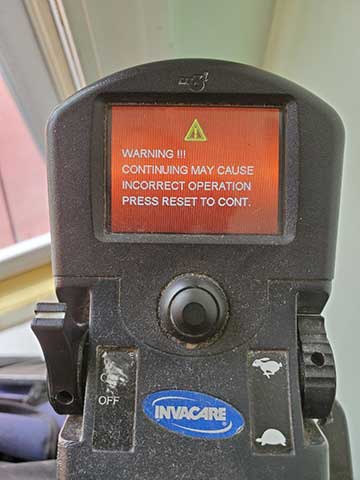 WARNING !!!
CONTINUING MAY CAUSE
INCORRECT OPERATION
PRESS RESET TO CONT.
OFF
INVACARE